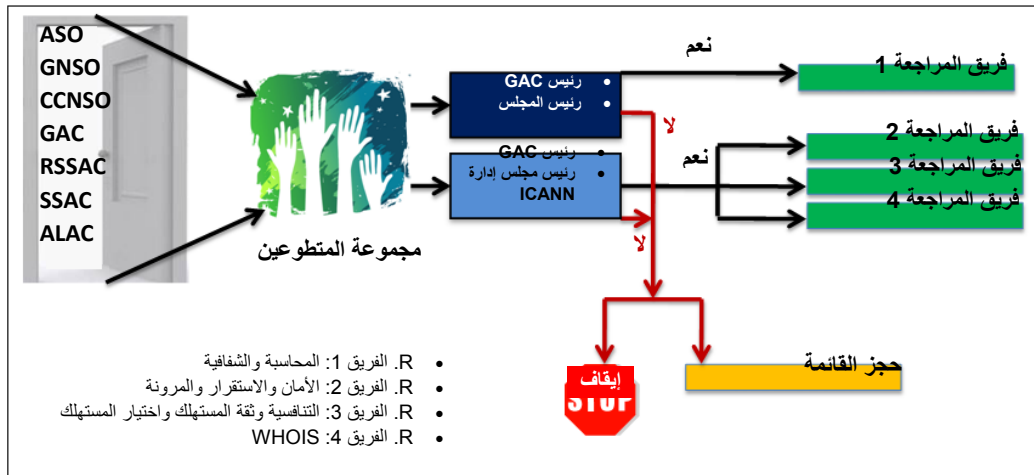 ASO
GNSO
CCNSO
GAC
RSSAC
SSAC
ALAC
مجموعة المتطوعين
• رئيس GAC
• رئيس المجلس
• رئيس GAC
• رئيس مجلس إدارة
ICANN
نعم
لا
نعم
لا
فريق المراجعة 1
فريق المراجعة 2
فريق المراجعة 3
فريق المراجعة 4
إيقاف
STOP
حجز القائمة
• R. الفريق 1: المحاسبة والشفافية
• R. الفريق 2: الأمان والاستقرار والمرونة
• R. الفريق 3: التنافسية وثقة المستهلك واختيار المستهلك
• R. الفريق 4: WHOIS